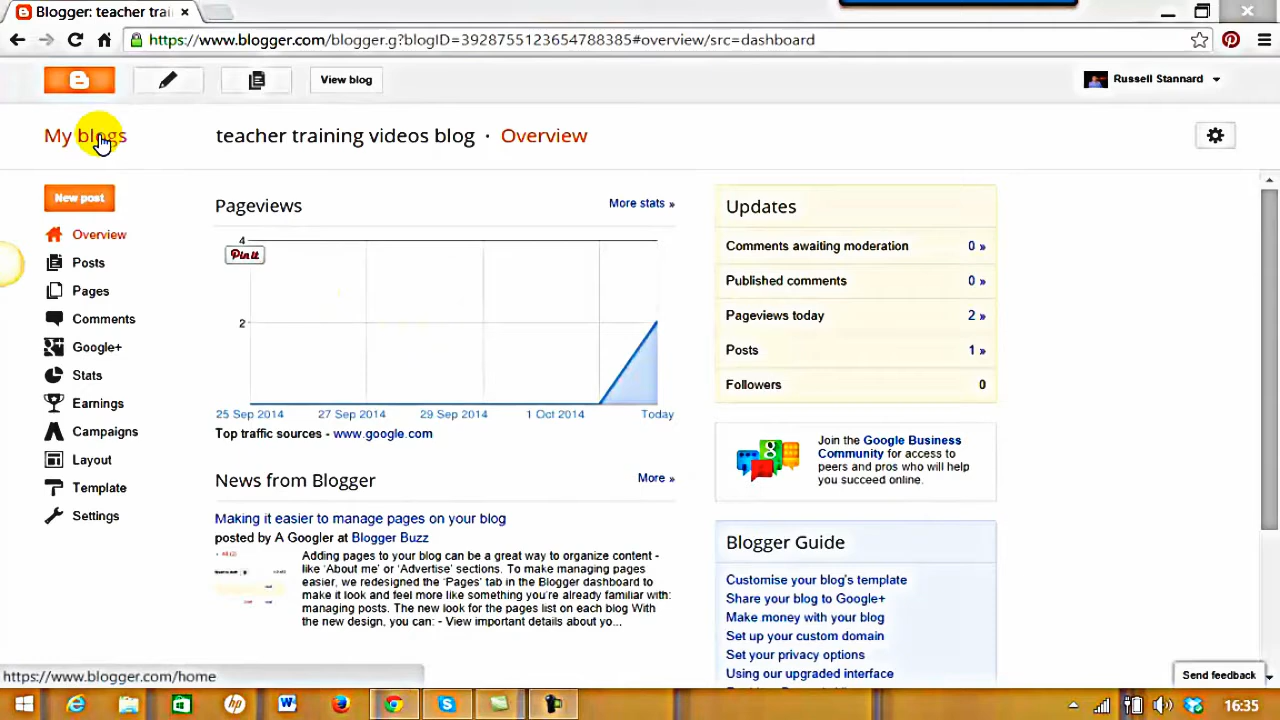 Blogger: teacher trai
https://www.blogger.com/blogger.g?blogID=3928755123654788385#overview/src=dashboard
View blog
Russell Stannard
My blogs
teacher training videos blog · Overview
New post
Overview
Posts
Pages
Comments
Google+
Stats
Earnings
Campaigns
Layout
Template
Settings
Pageviews
More stats »
4
Pin it
2
25 Sep 2014
27 Sep 2014
29 Sep 2014
1 Oct 2014
Today
Top traffic sources - www.google.com
News from Blogger
More »
Making it easier to manage pages on your blog
posted by A Googler at Blogger Buzz
Adding pages to your blog can be a great way to organize content -
like 'About me' or 'Advertise' sections. To make managing pages
easier, we redesigned the 'Pages' tab in the Blogger dashboard to
make it look and feel more like something you're already familiar with:
managing posts. The new look for the pages list on each blog With
the new design, you can: - View important details about yo...
Updates
Comments awaiting moderation 0 »
Published comments 0 »
Pageviews today 2 »
Posts 1 »
Followers 0
Join the Google Business
Community for access to
peers and pros who will help
you succeed online.
Blogger Guide
Customise your blog's template
Share your blog to Google+
Make money with your blog
Set up your custom domain
Set your privacy options
Using our upgraded interface
https://www.blogger.com/home
Send feedback
16:35